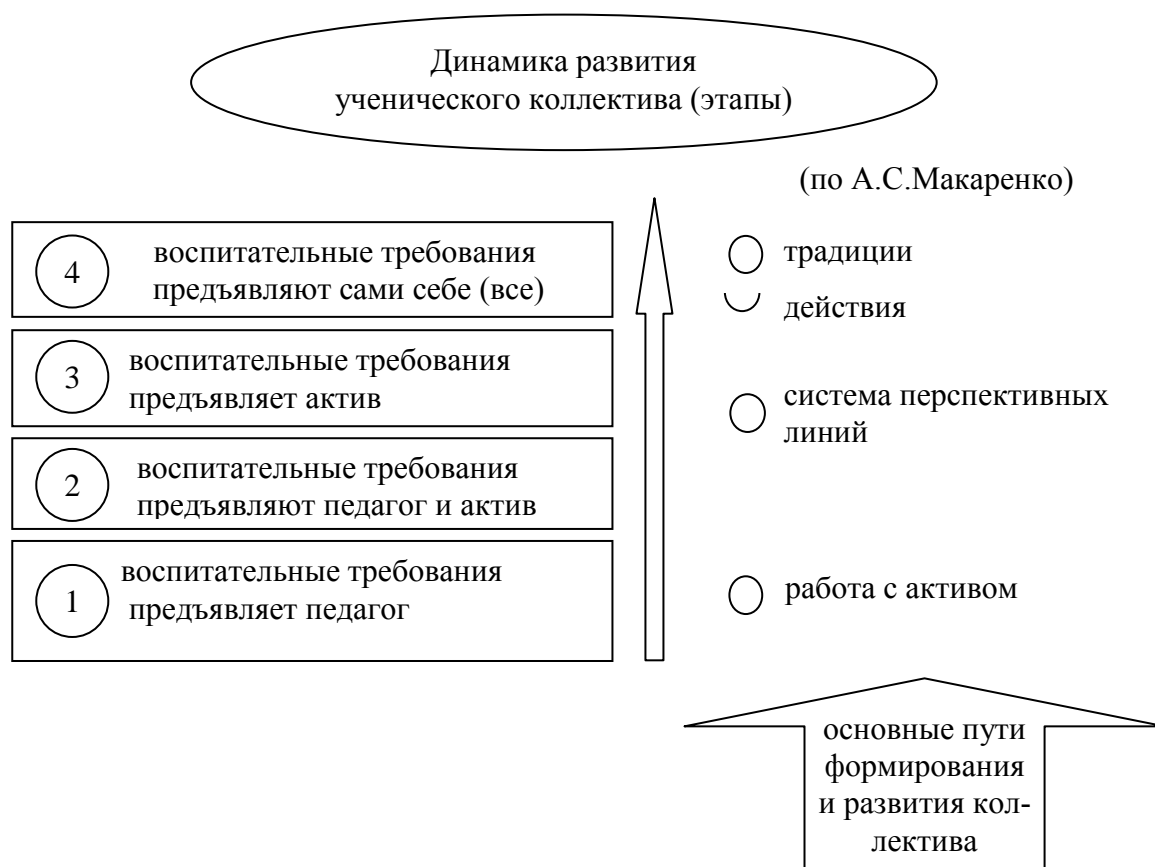 Динамика развития
ученического коллектива (этапы)
(по А.С.Макаренко)
4
воспитательные требования
предъявляют сами себе (все)
3
воспитательные требования
предъявляет актив
2
воспитательные требования
предъявляют педагог и актив
1
воспитательные требования
предъявляет педагог
традиции
действия
система перспективных
линий
работа с активом
основные пути
формирования
и развития кол-
лектива